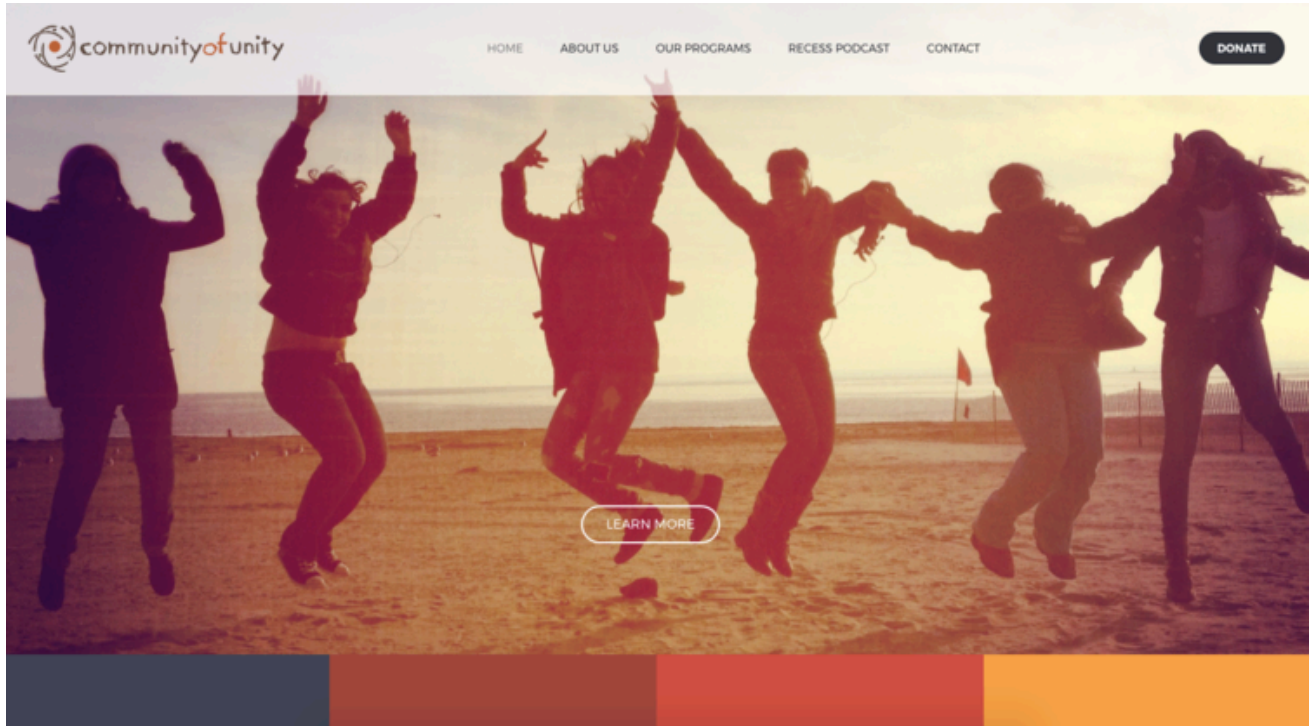 communityofunity
HOME ABOUT US OUR PROGRAMS RECESS PODCAST CONTACT
DONATE
LEARN MORE